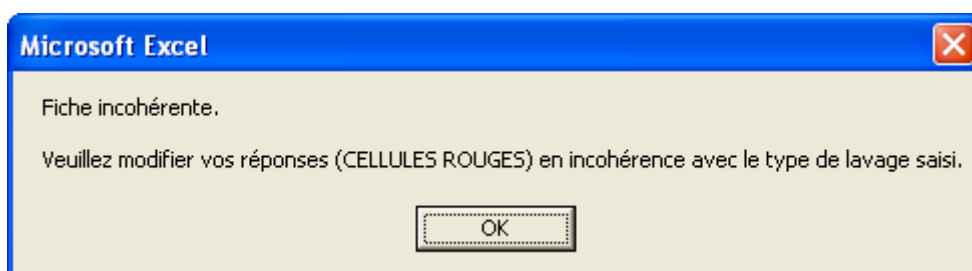 Microsoft Excel
Fiche incohérente.
Veuillez modifier vos réponses (CELLULES ROUGES) en incohérence avec le type de lavage saisi.
OK